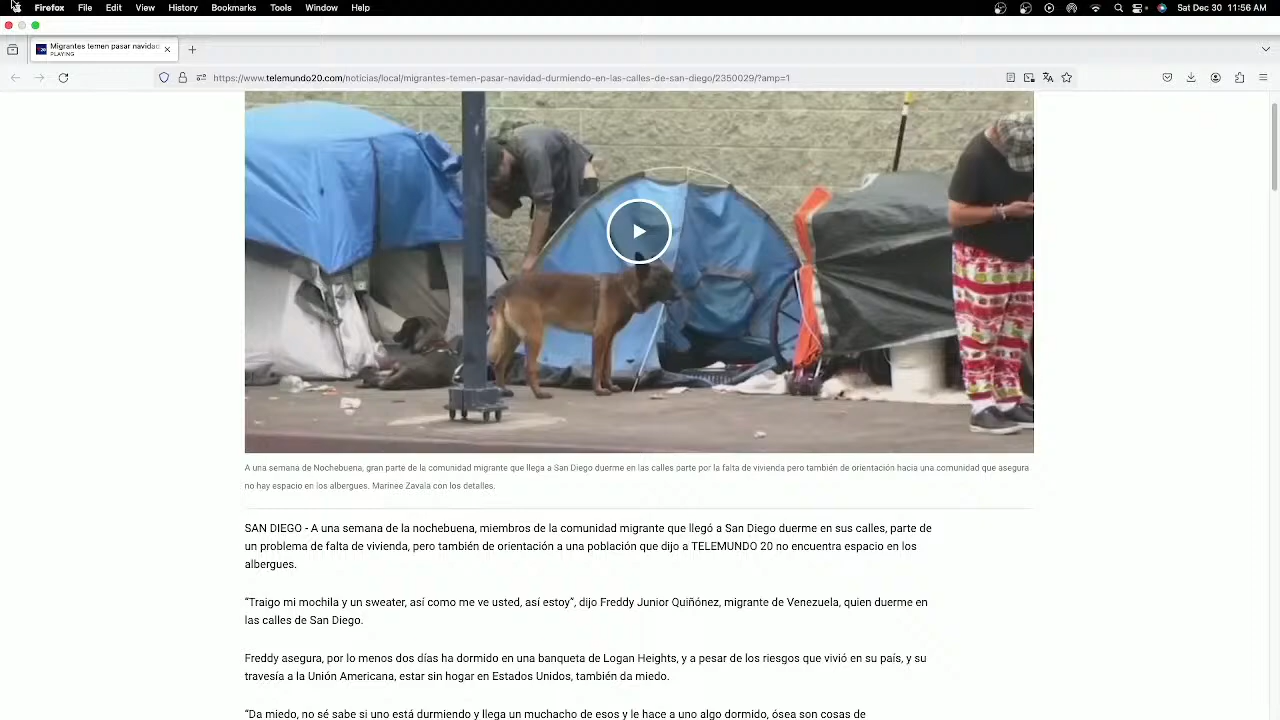 Firefox File Edit View History Bookmarks Tools Window Help Sat Dec 30 11:56 AM
Migrantes temen pasar navidad
PLAYING
https://www.telemundo20.com/noticias/local/migrantes-temen-pasar-navidad-durmiendo-en-las-calles-de-san-diego/2350029/?amp=1
A una semana de Nochebuena, gran parte de la comunidad migrante que llega a San Diego duerme en las calles parte por la falta de vivienda pero también de orientación hacia una comunidad que asegura
no hay espacio en los albergues. Marinee Zavala con los detalles.
SAN DIEGO - A una semana de la nochebuena, miembros de la comunidad migrante que llegó a San Diego duerme en sus calles, parte de
un problema de falta de vivienda, pero también de orientación a una población que dijo a TELEMUNDO 20 no encuentra espacio en los
albergues.
“Traigo mi mochila y un sweater, así como me ve usted, así estoy”, dijo Freddy Junior Quiñónez, migrante de Venezuela, quien duerme en
las calles de San Diego.
Freddy asegura, por lo menos dos días ha dormido en una banqueta de Logan Heights, y a pesar de los riesgos que vivió en su país, y su
travesía a la Unión Americana, estar sin hogar en Estados Unidos, también da miedo.
“Da miedo, no sé sabe si uno está durmiendo y llega un muchacho de esos y le hace a uno algo dormido, ósea son cosas de